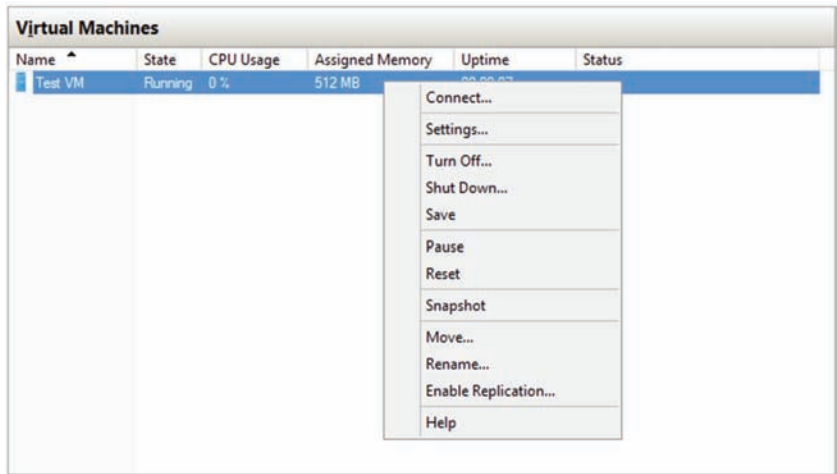 Virtual Machines
Name State CPU Usage Assigned Memory Uptime Status
Test VM Running 0 % 512 MB
Connect...
Settings...
Turn Off...
Shut Down...
Save
Pause
Reset
Snapshot
Move...
Rename...
Enable Replication...
Help